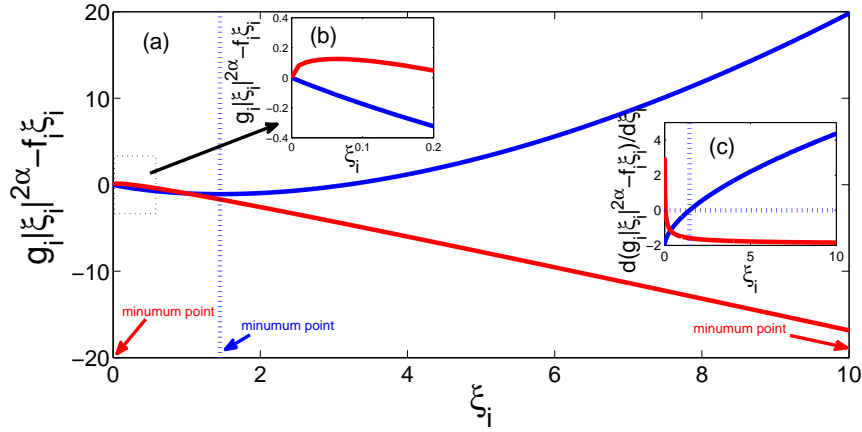 (a)
(b)
(c)
g_i|ξ_i|^{2α}−f_iξ_i
20
10
0
−10
−20
0
2
4
6
8
10
ξ_i
minumum point
minumum point
minumum point
g_i|ξ_i|^{2α}−f_iξ_i
0.4
0.2
0
−0.2
−0.4
0
0.1
0.2
ξ_i
d(g_i|ξ_i|^{2α}−f_iξ_i)/dξ_i
4
2
0
−2
0
5
10
ξ_i